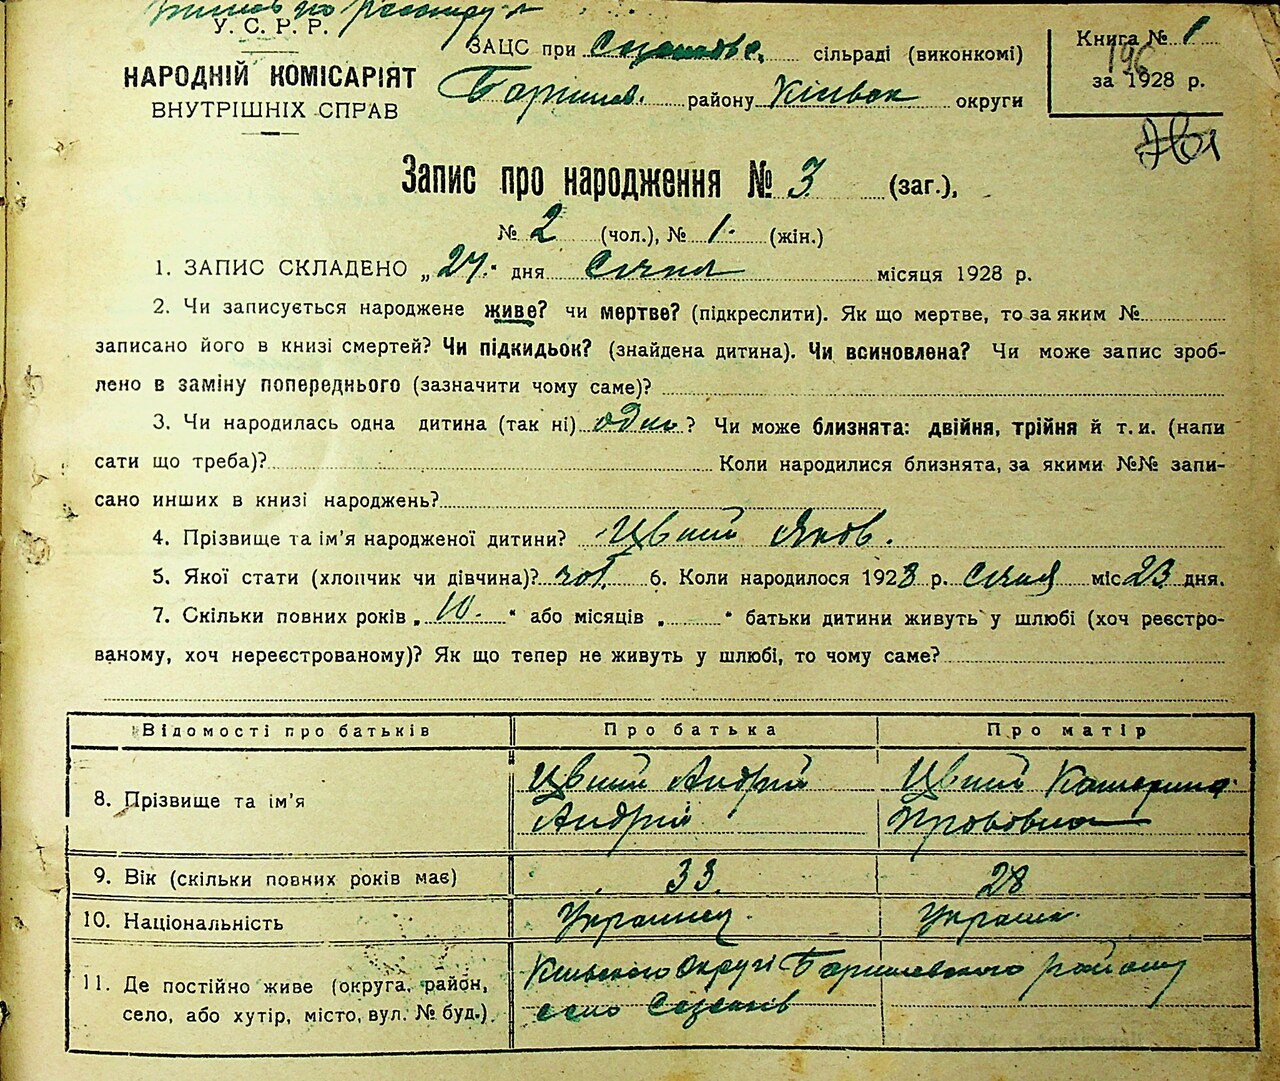 У. С. Р. Р.
НАРОДНІЙ КОМІСАРІЯТ
ВНУТРІШНІХ СПРАВ
ЗАЦС при сільраді (виконкомі)
Баришев. району Київськ округи
Книга № 1
196
за 1928 р.
Запис про народження № 3 (заг.),
№ 2 (чол.), № 1. (жін.)
1. ЗАПИС СКЛАДЕНО „27.“ дня Січня місяця 1928 р.
2. Чи записується народжене живе? чи мертве? (підкреслити). Як що мертве, то за яким №
записано його в книзі смертей? Чи підкидьок? (знайдена дитина). Чи всиновлена? Чи може запис зроб-
лено в заміну попереднього (зазначити чому саме)?
3. Чи народилась одна дитина (так ні) одна? Чи може близнята: двійня, трійня й т. и. (напи
сати що треба)? Коли народилися близнята, за якими №№ запи-
сано инших в книзі народжень?
4. Прізвище та ім'я народженої дитини? Яков.
5. Якої статі (хлопчик чи дівчина)? чол. 6. Коли народилося 1928 р. січня міс 23 дня.
7. Скільки повних років „10.“ або місяців „ “ батьки дитини живуть у шлюбі (хоч реєстро-
ваному, хоч нереєстрованому)? Як що тепер не живуть у шлюбі, то чому саме?
Відомості про батьків Про батька Про матір
8. Прізвище та ім'я Андрій Катерина
Андрій
9. Вік (скільки повних років має) 33. 28
10. Національність Украинец. Украинк.
11. Де постійно живе (округа, район, Киевского округі Баришевского району
село, або хутір, місто, вул. № буд.) село Сезенків